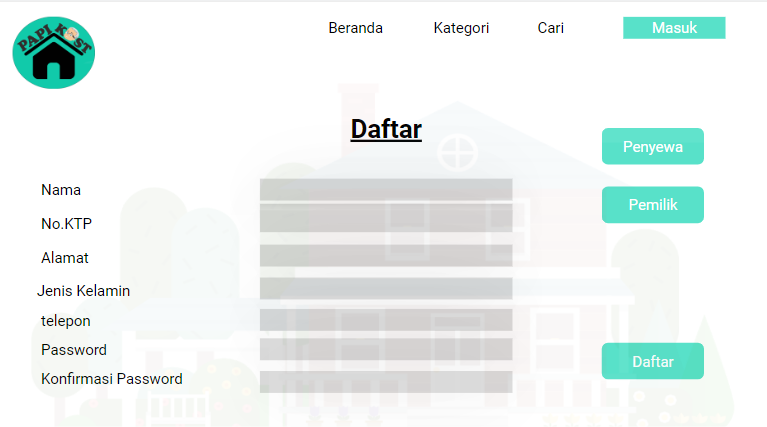 PAPI KOST
Beranda Kategori Cari Masuk
Daftar
Penyewa
Nama
Pemilik
No.KTP
Alamat
Jenis Kelamin
telepon
Password
Daftar
Konfirmasi Password